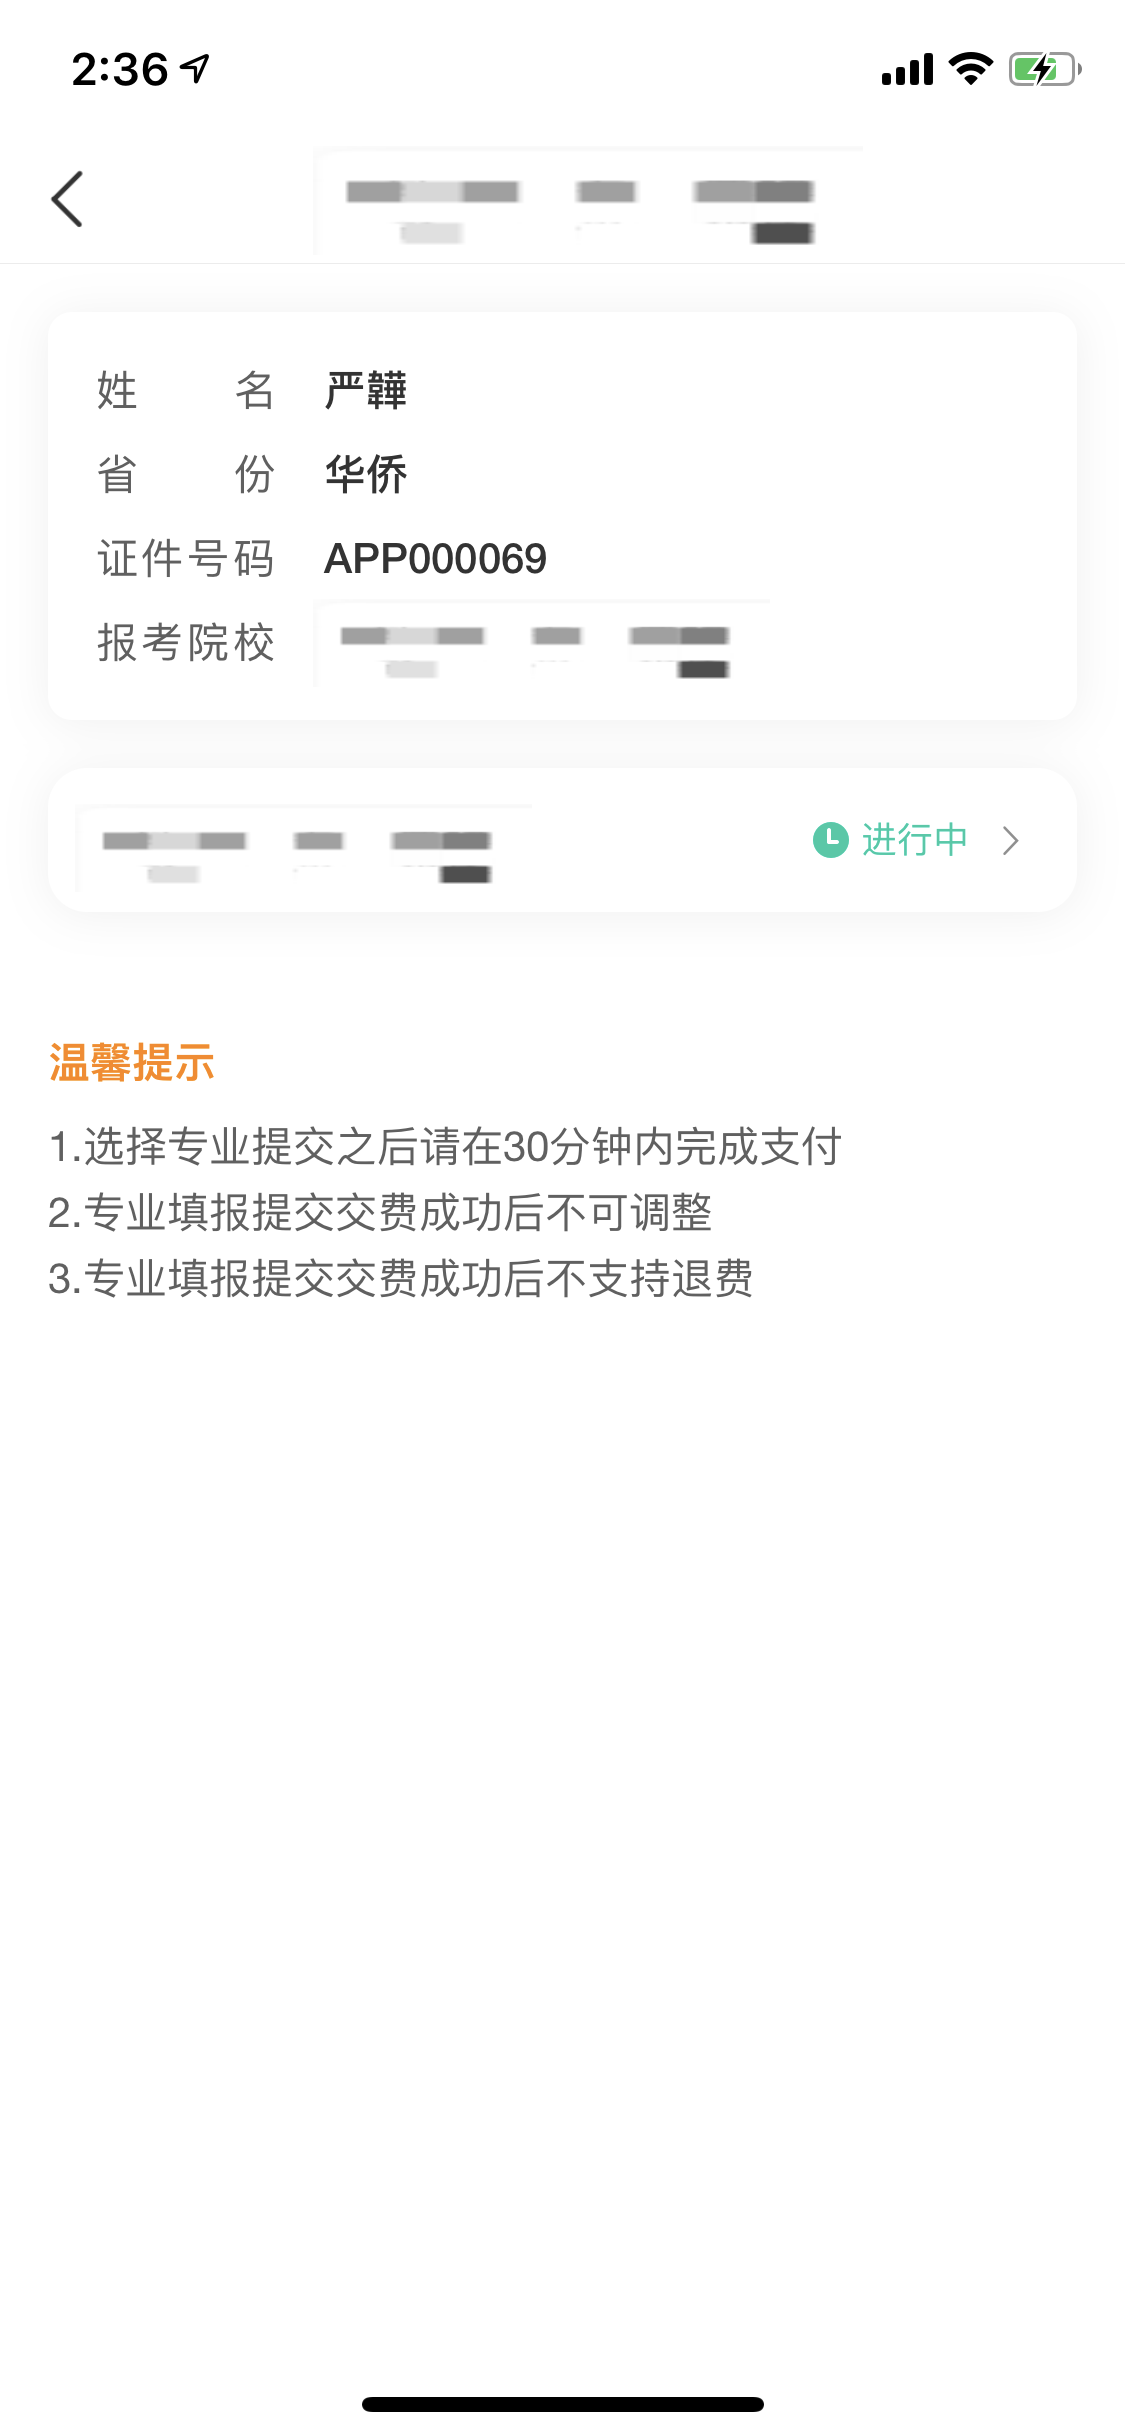 2:36
姓名 严韡
省份 华侨
证件号码 APP000069
报考院校
进行中
温馨提示
1.选择专业提交之后请在30分钟内完成支付
2.专业填报提交交费成功后不可调整
3.专业填报提交交费成功后不支持退费